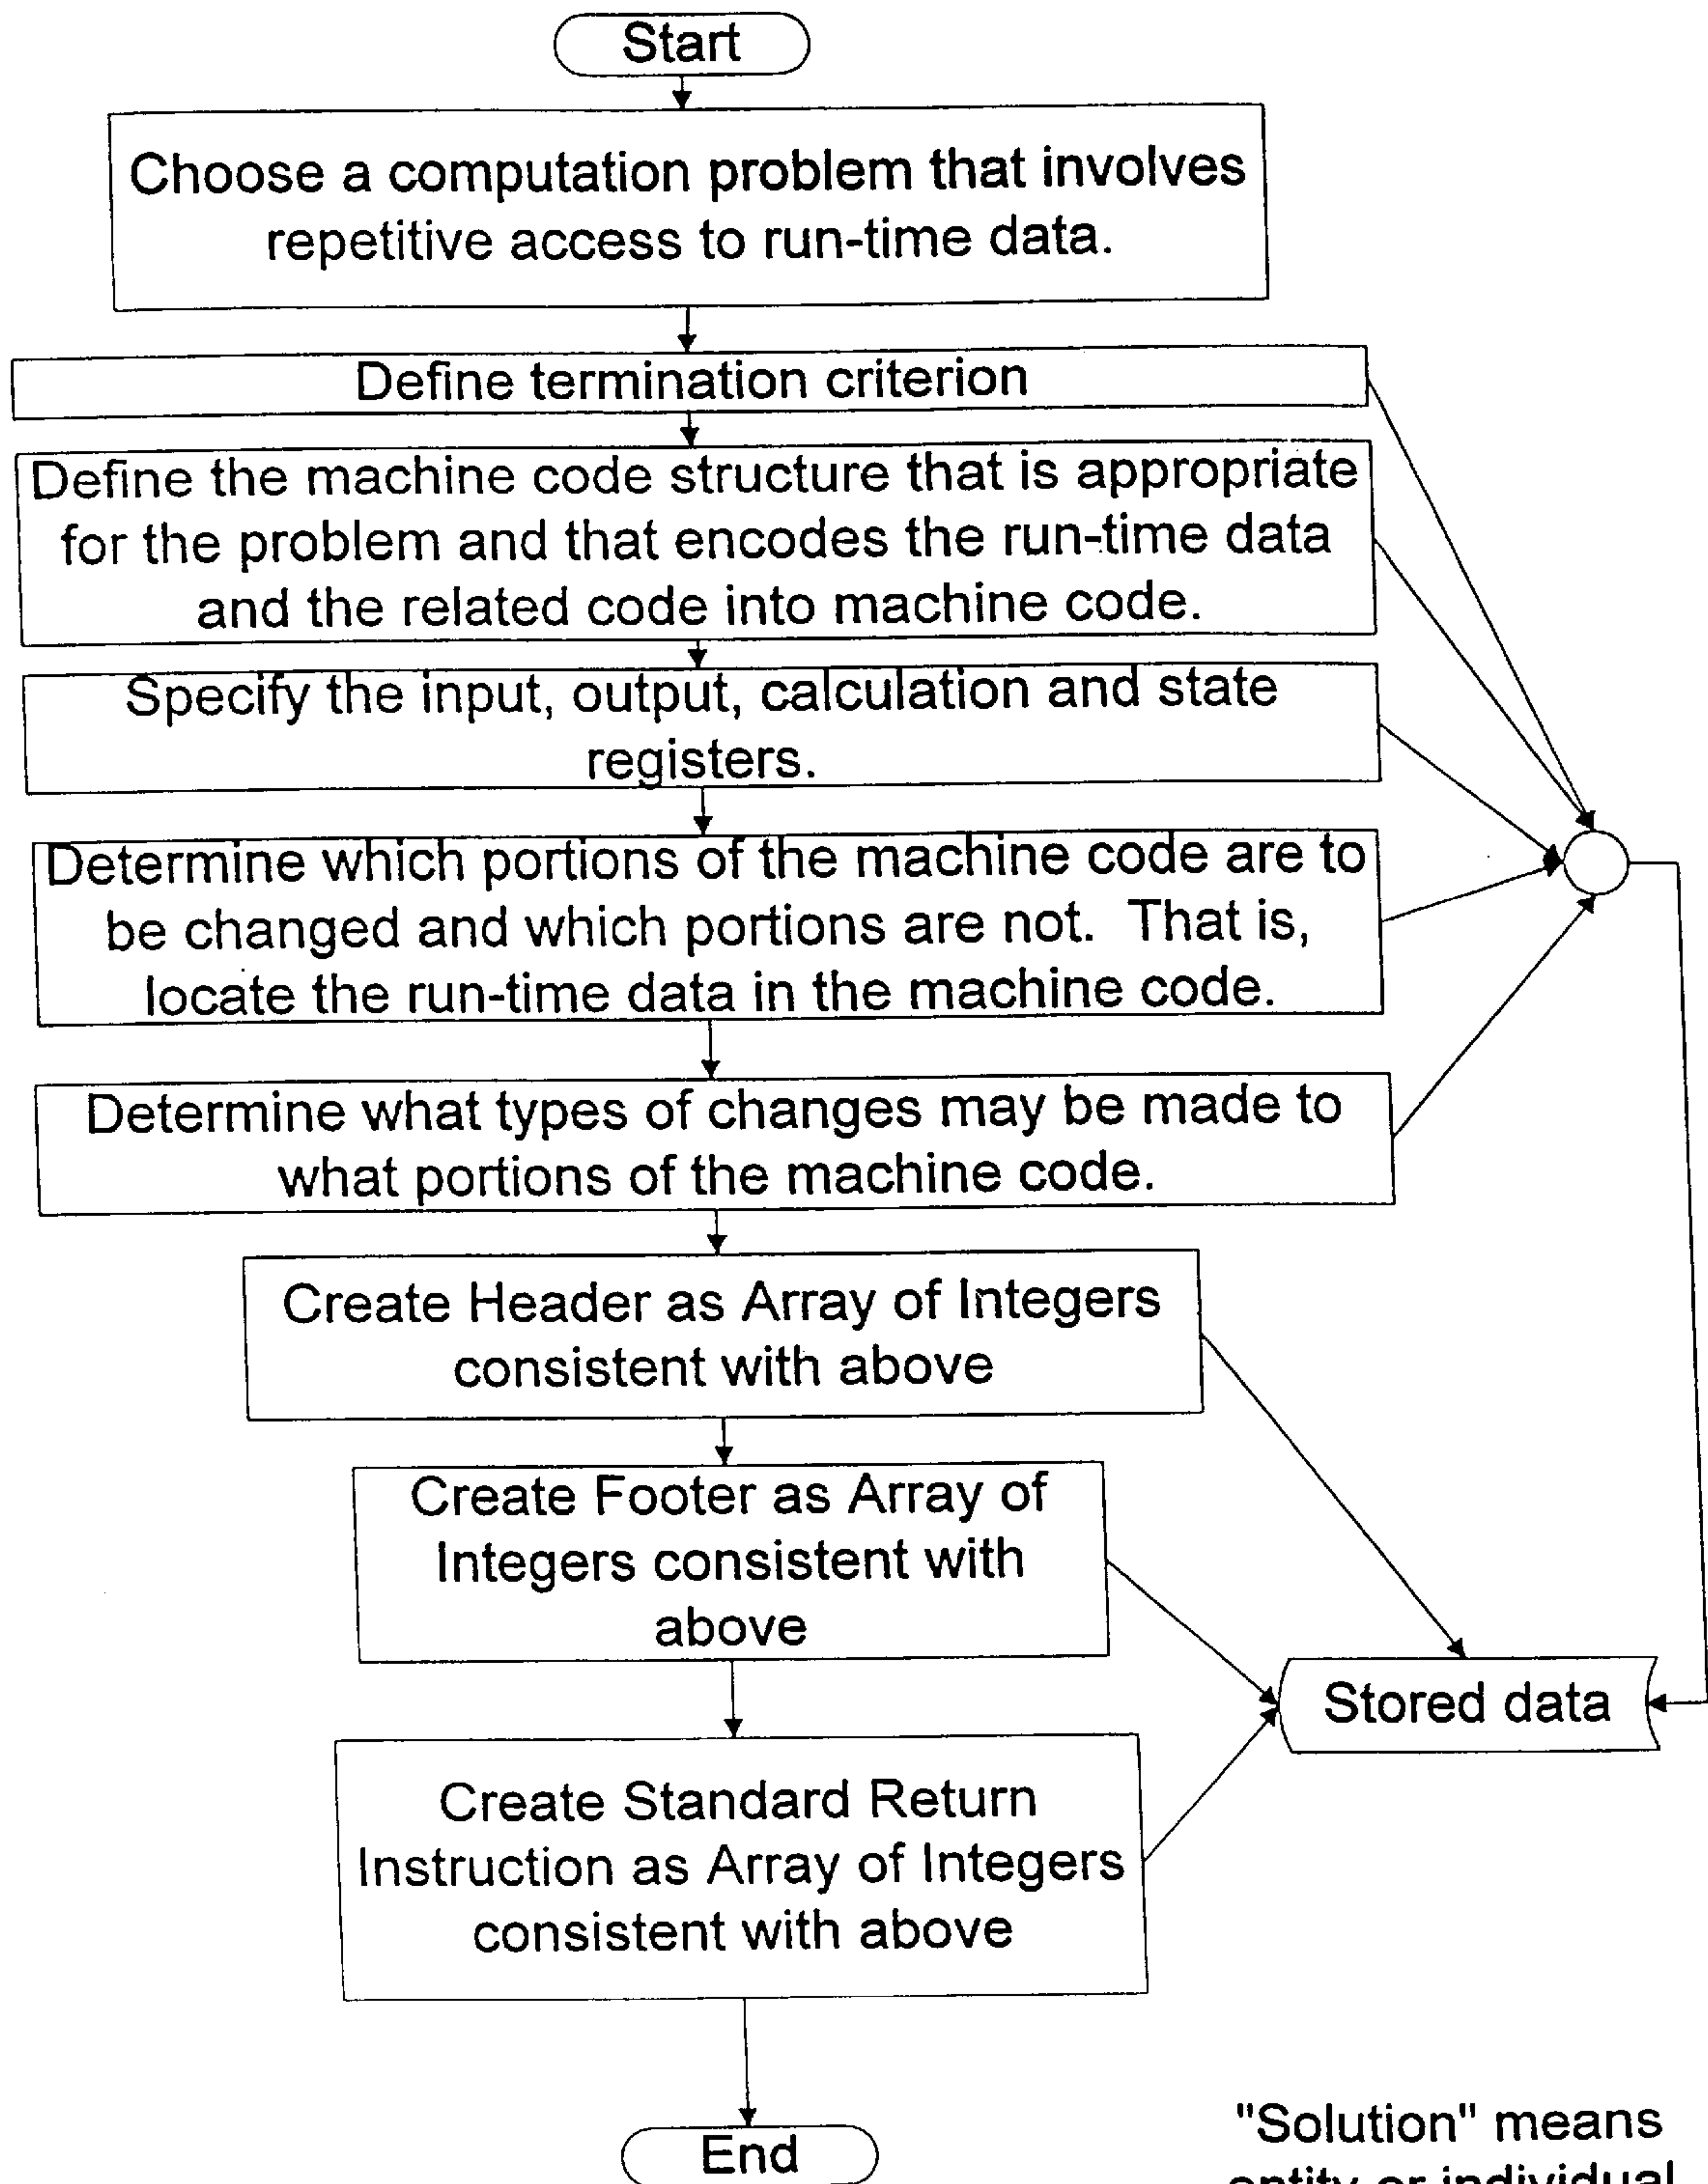 Start
Choose a computation problem that involves
repetitive access to run-time data.
Define termination criterion
Define the machine code structure that is appropriate
for the problem and that encodes the run-time data
and the related code into machine code.
Specify the input, output, calculation and state
registers.
Determine which portions of the machine code are to
be changed and which portions are not. That is,
locate the run-time data in the machine code.
Determine what types of changes may be made to
what portions of the machine code.
Create Header as Array of Integers
consistent with above
Create Footer as Array of
Integers consistent with
above
Stored data
Create Standard Return
Instruction as Array of Integers
consistent with above
End
"Solution" means
entity or individual